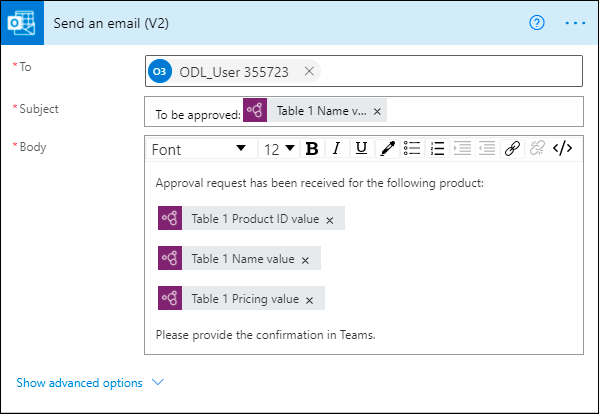 Send an email (V2)
* To
O3 ODL_User 355723 ×
* Subject
To be approved: Table 1 Name v... ×
* Body
Font 12 B I U </>
Approval request has been received for the following product:
Table 1 Product ID value ×
Table 1 Name value ×
Table 1 Pricing value ×
Please provide the confirmation in Teams.
Show advanced options